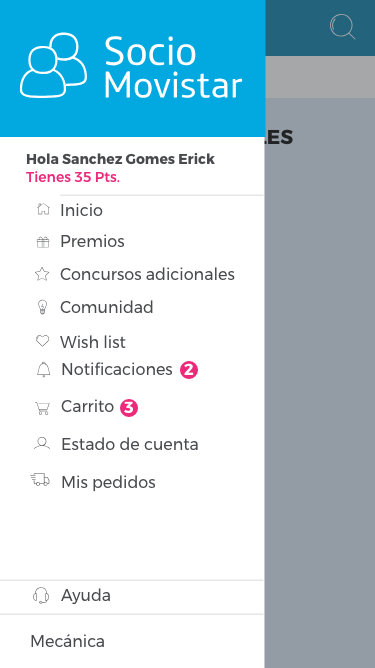 Socio
Movistar
LES
Hola Sanchez Gomes Erick
Tienes 35 Pts.
Inicio
Premios
Concursos adicionales
Comunidad
Wish list
Notificaciones 2
Carrito 3
Estado de cuenta
Mis pedidos
Ayuda
Mecánica